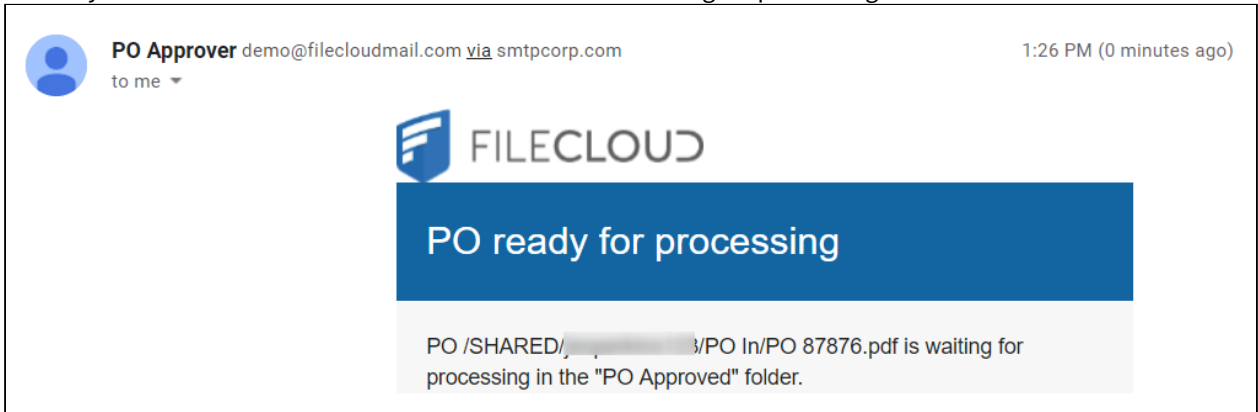 PO Approver demo@filecloudmail.com via smtpcorp.com
1:26 PM (0 minutes ago)
to me
FILECLOUD
PO ready for processing
PO /SHARED/ /PO In/PO 87876.pdf is waiting for
processing in the "PO Approved" folder.